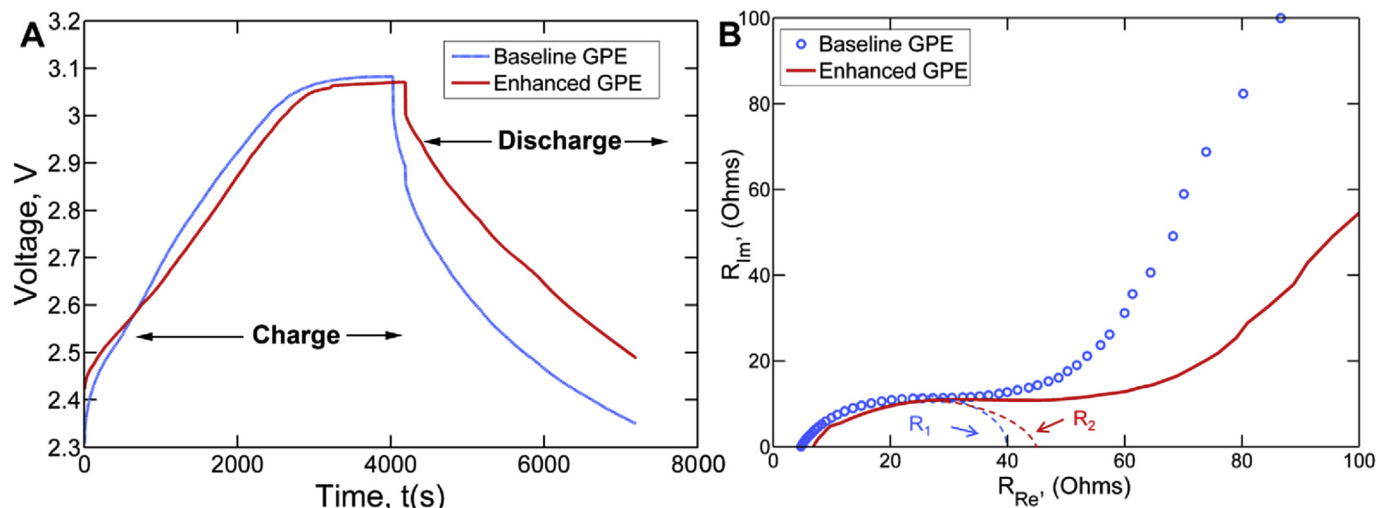 A
Voltage, V
3.2
3.1
3
2.9
2.8
2.7
2.6
2.5
2.4
2.3
Baseline GPE
Enhanced GPE
Discharge
Charge
0
2000
4000
6000
8000
Time, t(s)
B
R_Im, (Ohms)
100
80
60
40
20
0
Baseline GPE
Enhanced GPE
R1
R2
0
20
40
60
80
100
R_Re, (Ohms)